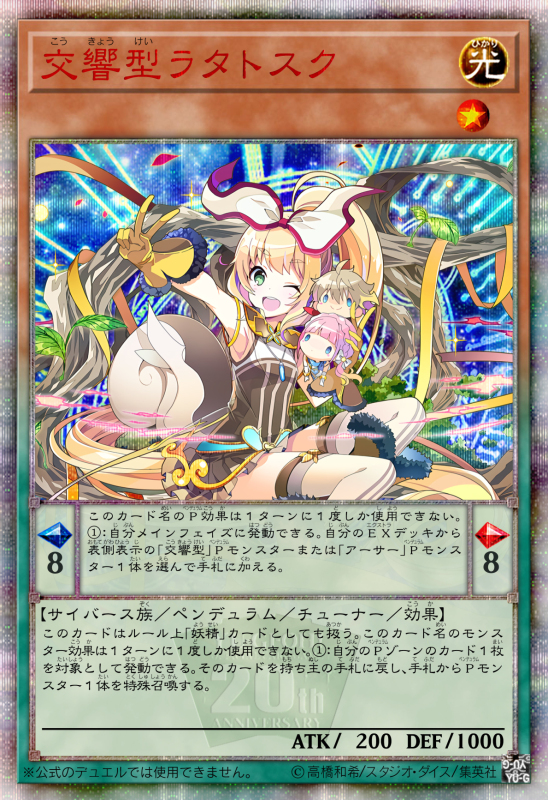 交響型ラタトスク
光
このカード名のP効果は1ターンに1度しか使用できない。
①：自分メインフェイズに発動できる。自分のEXデッキから
表側表示の「交響型」Pモンスターまたは「アーサー」Pモン
スター1体を選んで手札に加える。
8
8
【サイバース族／ペンデュラム／チューナー／効果】
このカードはルール上「妖精」カードとしても扱う。このカード名のモンス
ター効果は1ターンに1度しか使用できない。①：自分のPゾーンのカード1枚
を対象として発動できる。そのカードを持ち主の手札に戻し、手札からPモン
スター1体を特殊召喚する。
20th
ANNIVERSARY
ATK/ 200 DEF/1000
※公式のデュエルでは使用できません。
©高橋和希/スタジオ・ダイス/集英社